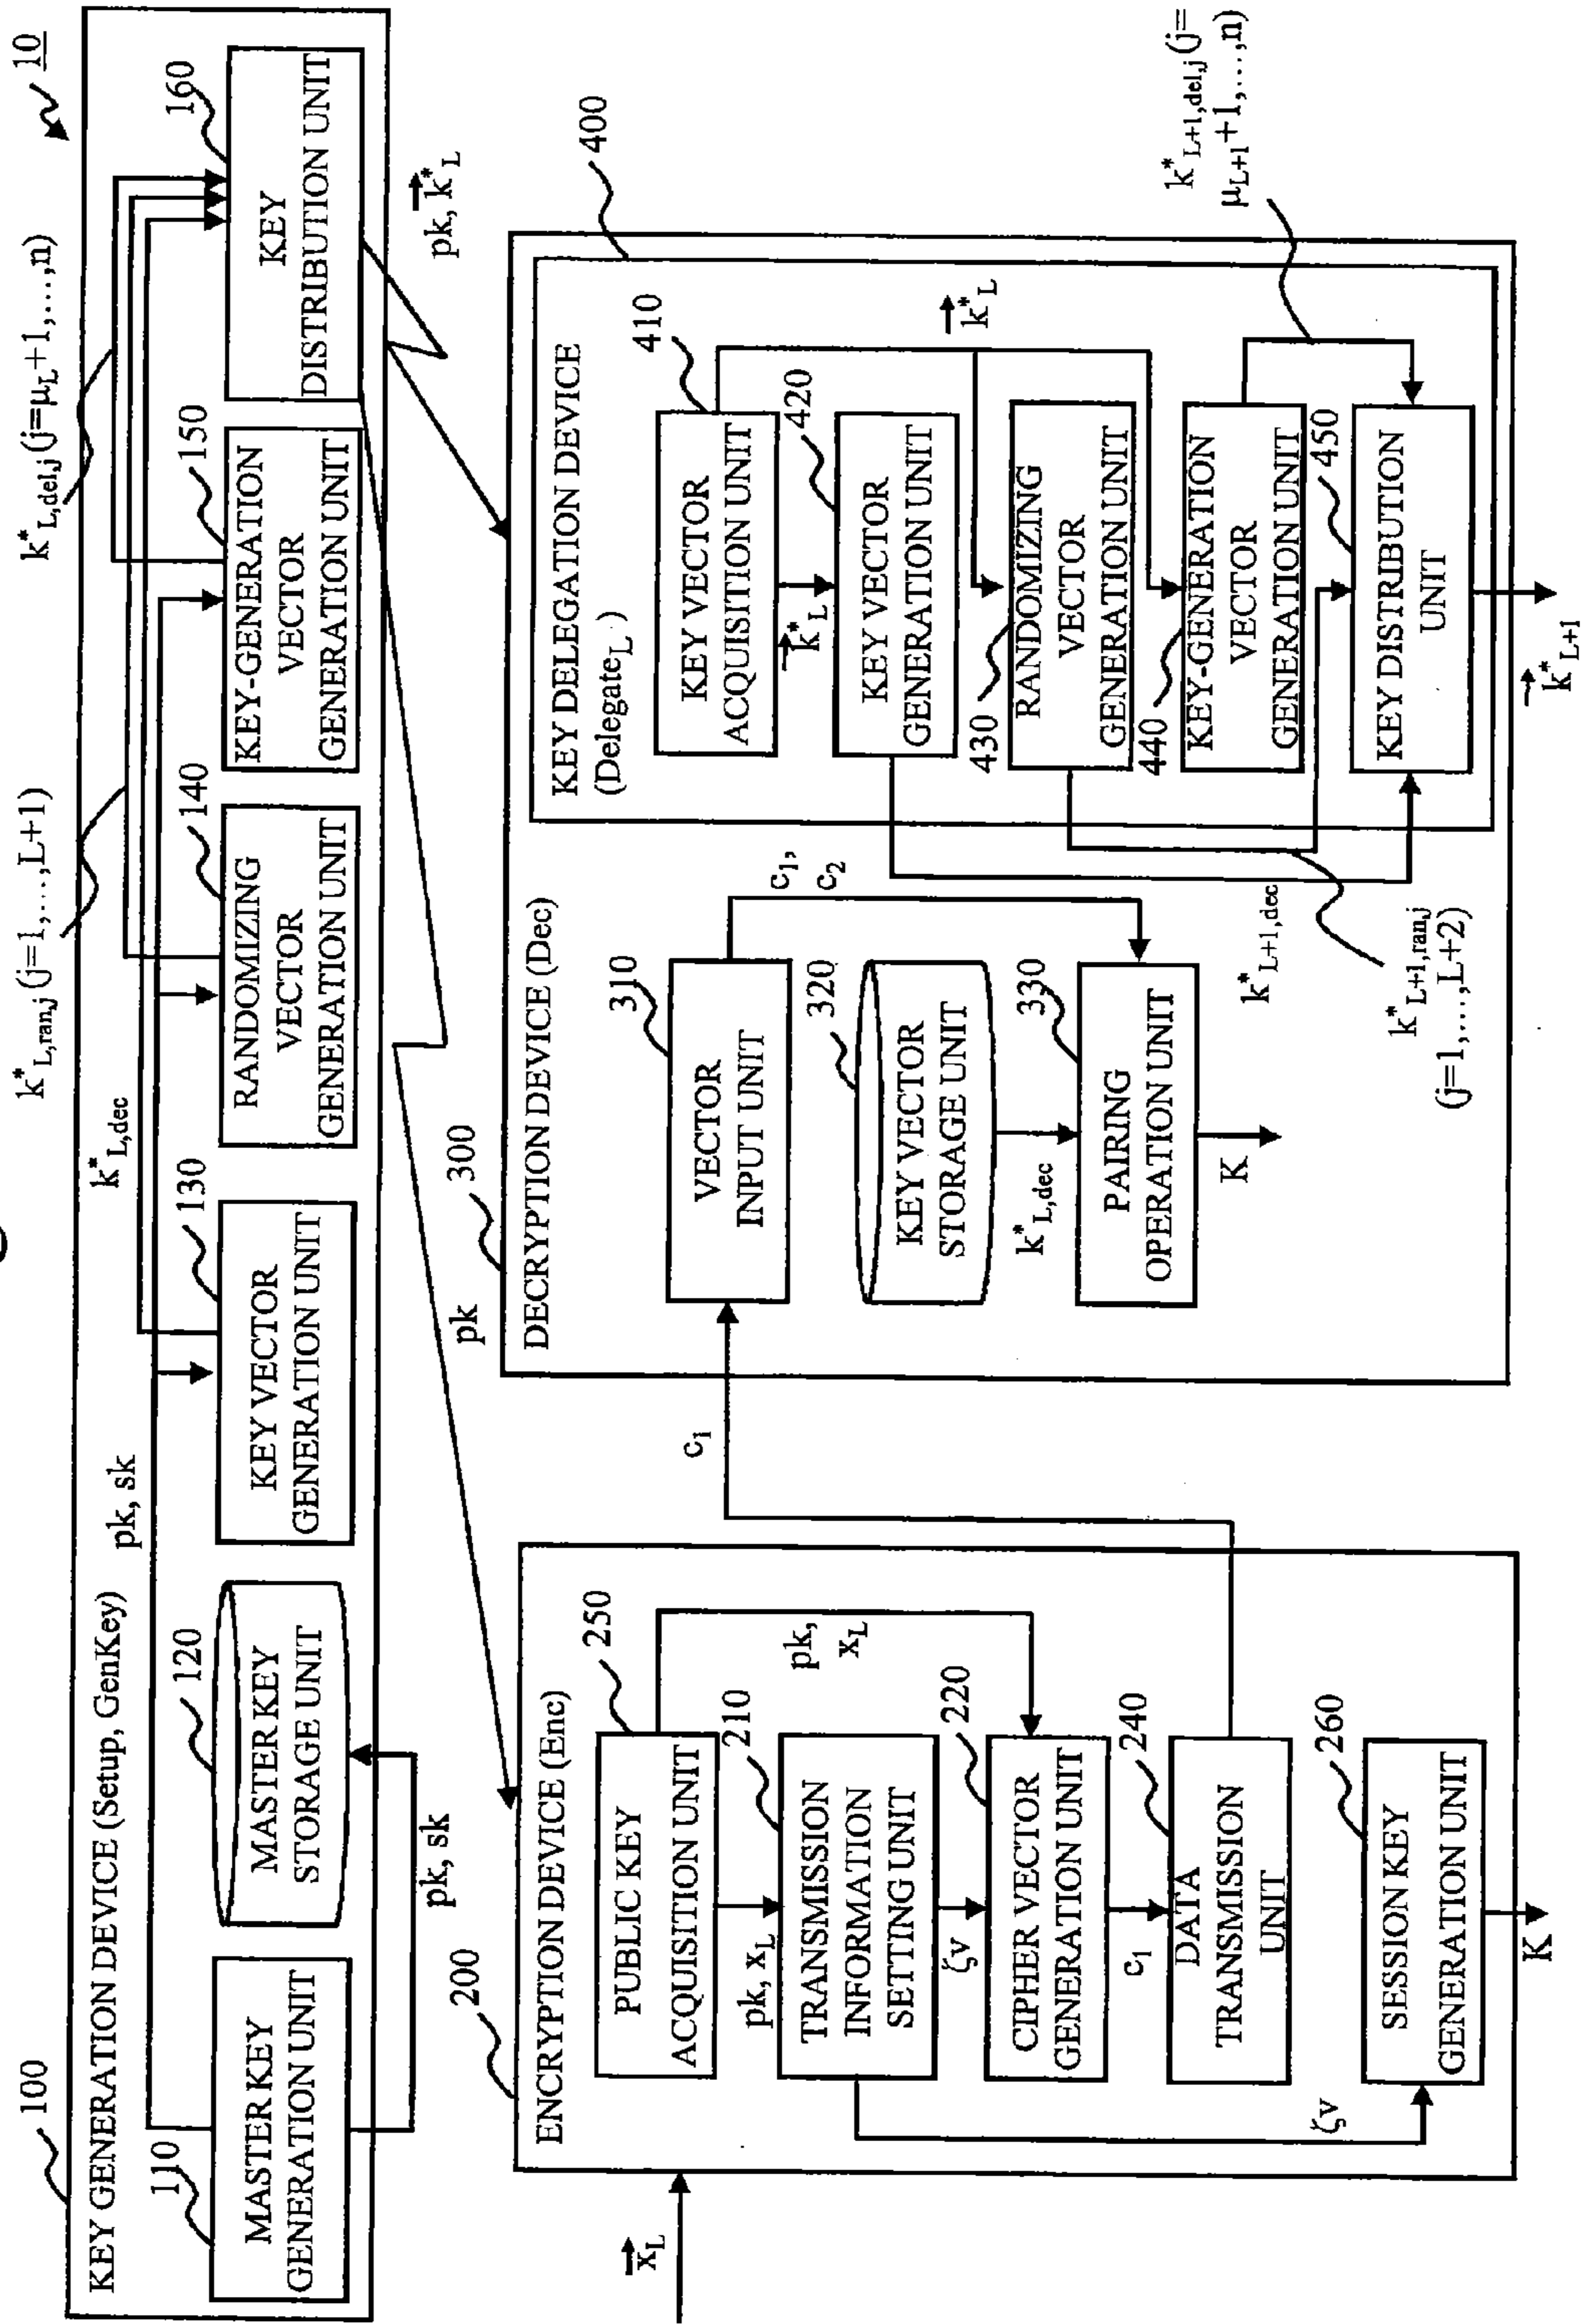 10
100
KEY GENERATION DEVICE (Setup, GenKey)
pk, sk
k*L,dec
k*L,ran,j (j=1,…,L+1)
k*L,del,j (j=μL+1,…,n)
110
MASTER KEY
GENERATION UNIT
120
MASTER KEY
STORAGE UNIT
pk, sk
130
KEY VECTOR
GENERATION UNIT
140
RANDOMIZING
VECTOR
GENERATION UNIT
150
KEY-GENERATION
VECTOR
GENERATION UNIT
160
KEY
DISTRIBUTION UNIT
pk, k*L
pk
200
ENCRYPTION DEVICE (Enc)
xL
250
PUBLIC KEY
ACQUISITION UNIT
pk, xL
pk,
xL
210
TRANSMISSION
INFORMATION
SETTING UNIT
ζv
220
CIPHER VECTOR
GENERATION UNIT
c1
240
DATA
TRANSMISSION
UNIT
ζv
260
SESSION KEY
GENERATION UNIT
K
c1
300
DECRYPTION DEVICE (Dec)
310
VECTOR
INPUT UNIT
c1,
c2
320
KEY VECTOR
STORAGE UNIT
k*L,dec
330
PAIRING
OPERATION UNIT
K
400
KEY DELEGATION DEVICE
(DelegateL)
410
KEY VECTOR
ACQUISITION UNIT
k*L
k*L
420
KEY VECTOR
GENERATION UNIT
430
RANDOMIZING
VECTOR
GENERATION UNIT
440
KEY-GENERATION
VECTOR
GENERATION UNIT
450
KEY DISTRIBUTION
UNIT
k*L+1,dec
k*L+1,ran,j
(j=1,…,L+2)
k*L+1,del,j (j=
μL+1+1,…,n)
k*L+1